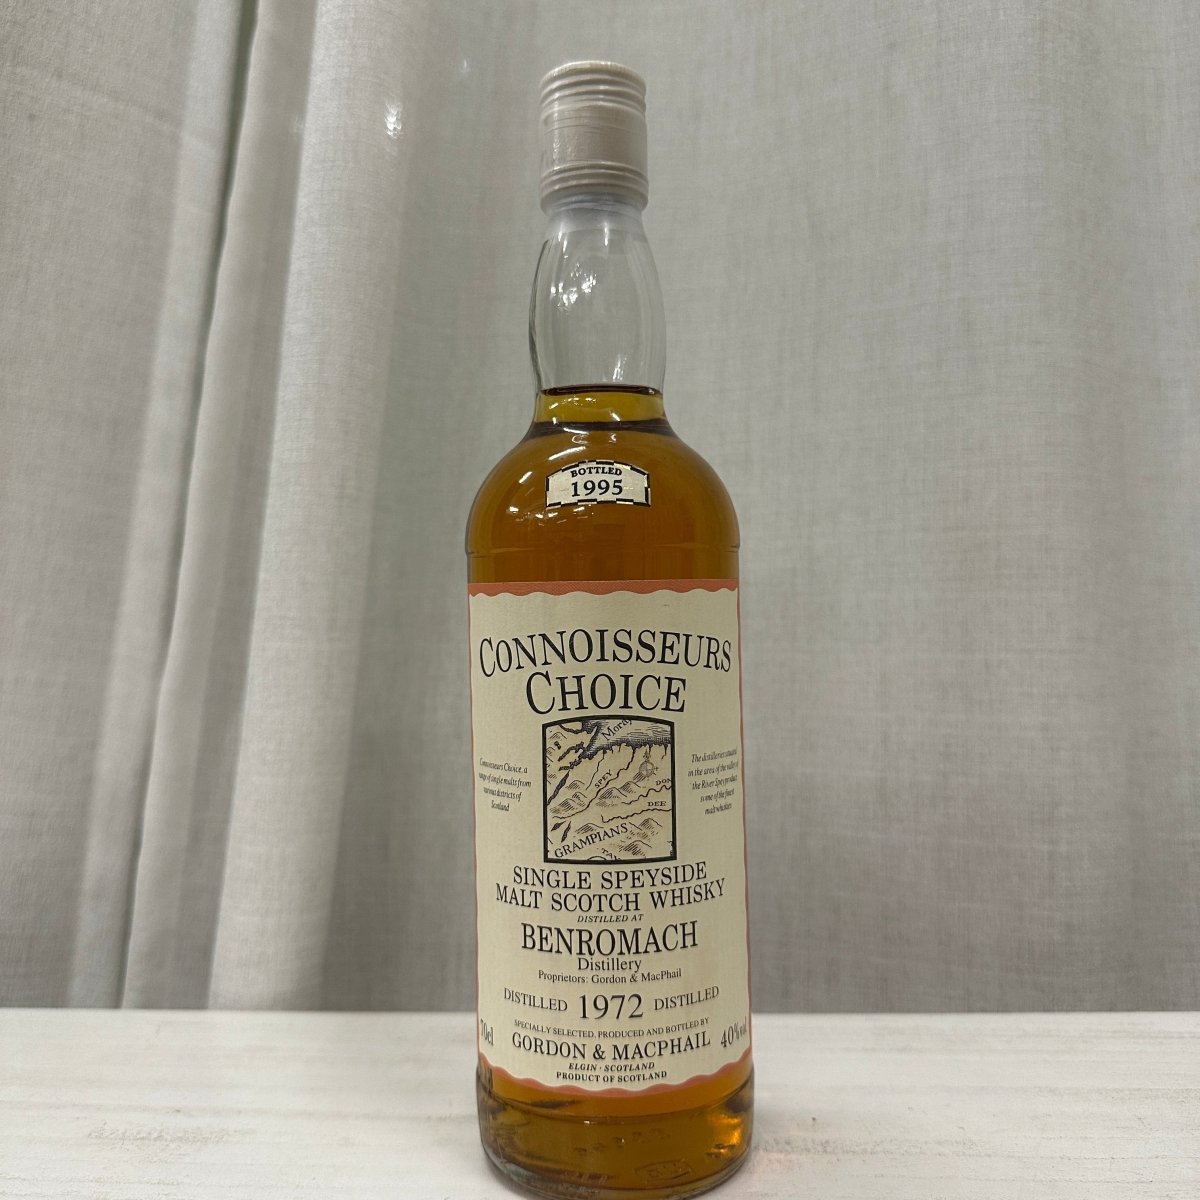 BOTTLED
1995
CONNOISSEURS
CHOICE
Moray
SPEY
DON
DEE
GRAMPIANS
Connoisseurs Choice, a
range of single malts from
various districts of
Scotland
The distilleries situated
in the area of the valley of
the River Spey produce
some of the finest
malt whiskies
SINGLE SPEYSIDE
MALT SCOTCH WHISKY
DISTILLED AT
BENROMACH
Distillery
Proprietors: Gordon & MacPhail
DISTILLED 1972 DISTILLED
SPECIALLY SELECTED, PRODUCED AND BOTTLED BY
70cl GORDON & MACPHAIL 40% vol
ELGIN · SCOTLAND
PRODUCT OF SCOTLAND